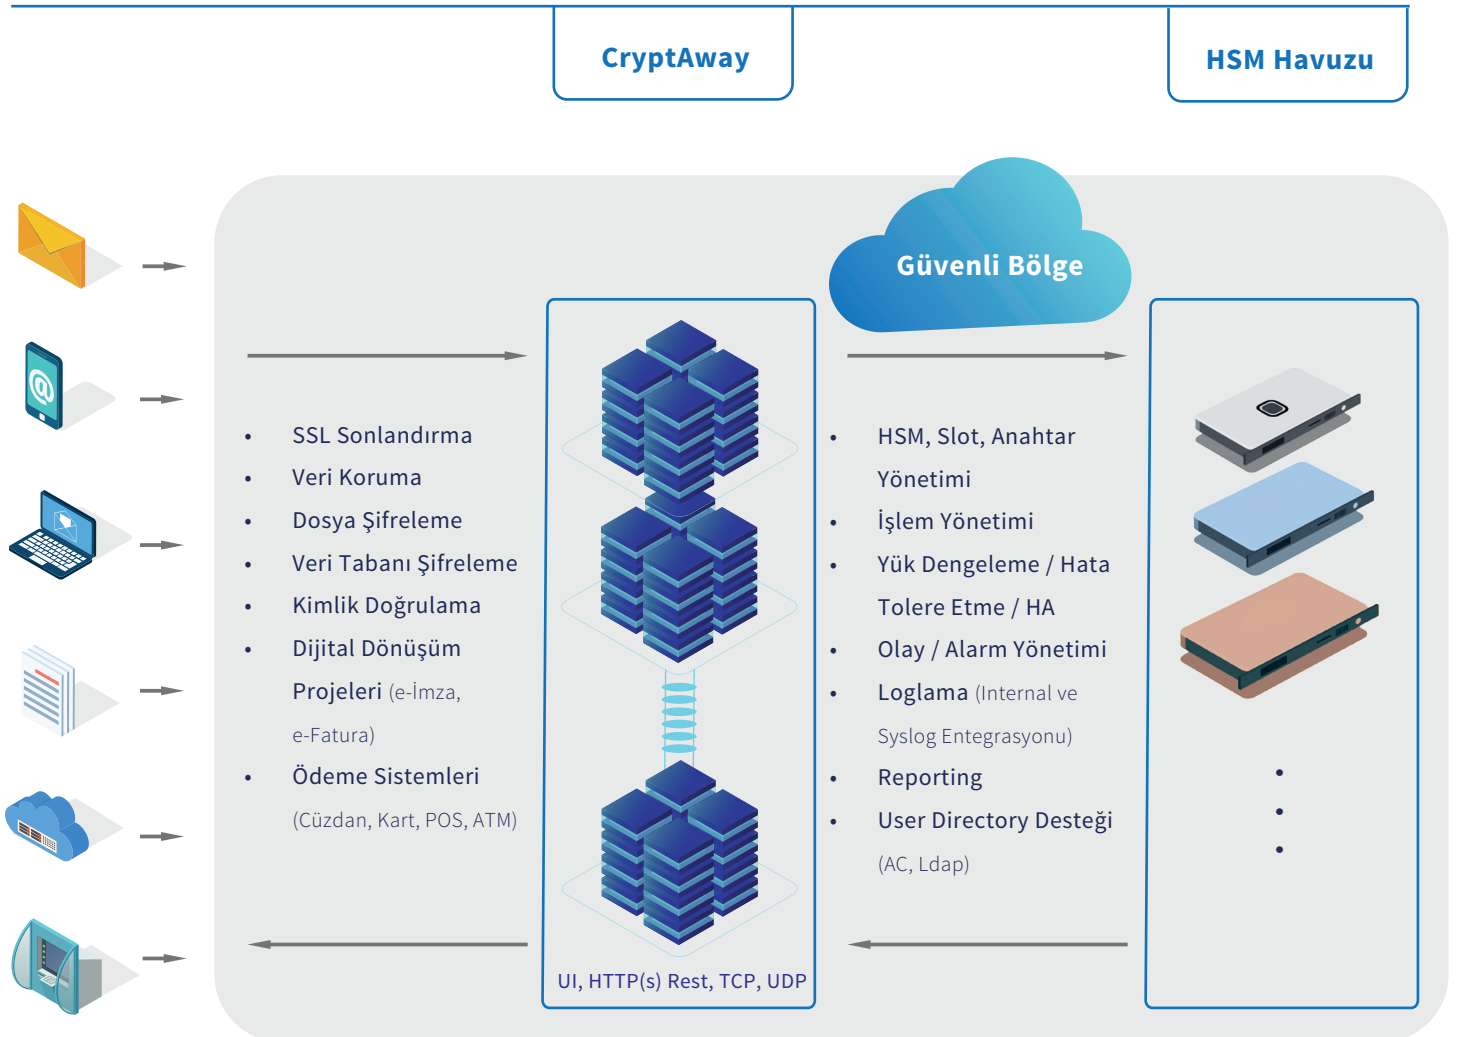 CryptAway
HSM Havuzu
Güvenli Bölge
• SSL Sonlandırma
• Veri Koruma
• Dosya Şifreleme
• Veri Tabanı Şifreleme
• Kimlik Doğrulama
• Dijital Dönüşüm
Projeleri (e-İmza,
e-Fatura)
• Ödeme Sistemleri
(Cüzdan, Kart, POS, ATM)
UI, HTTP(s) Rest, TCP, UDP
• HSM, Slot, Anahtar
Yönetimi
• İşlem Yönetimi
• Yük Dengeleme / Hata
Tolere Etme / HA
• Olay / Alarm Yönetimi
• Loglama (Internal ve
Syslog Entegrasyonu)
• Reporting
• User Directory Desteği
(AC, Ldap)